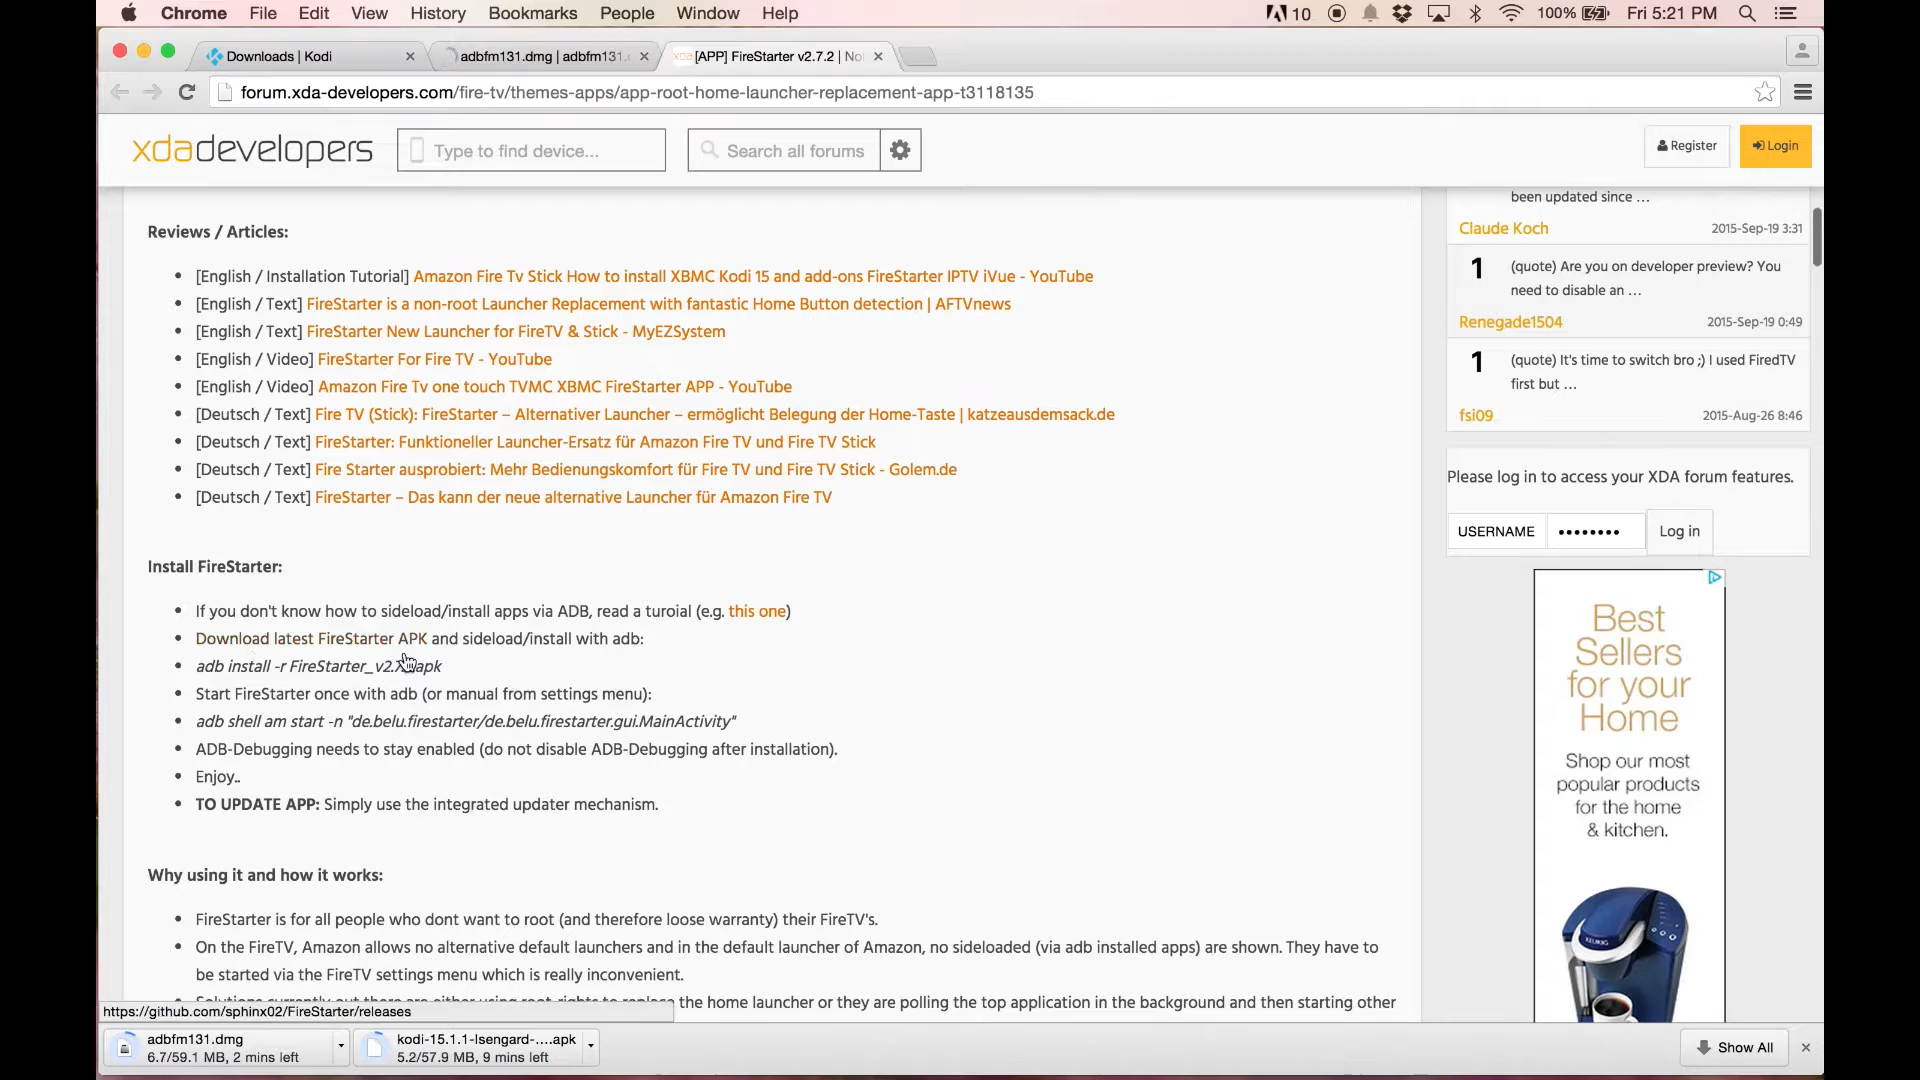 Chrome File Edit View History Bookmarks People Window Help 10 100% Fri 5:21 PM
Downloads | Kodi adbfm131.dmg | adbfm131. xda [APP] FireStarter v2.7.2 | No
forum.xda-developers.com/fire-tv/themes-apps/app-root-home-launcher-replacement-app-t3118135
xdadevelopers Type to find device... Search all forums Register Login
been updated since ...
Claude Koch 2015-Sep-19 3:31
1 (quote) Are you on developer preview? You
need to disable an ...
Renegade1504 2015-Sep-19 0:49
1 (quote) It's time to switch bro ;) I used FiredTV
first but ...
fsi09 2015-Aug-26 8:46
Please log in to access your XDA forum features.
USERNAME •••••••• Log in
Reviews / Articles:
• [English / Installation Tutorial] Amazon Fire Tv Stick How to install XBMC Kodi 15 and add-ons FireStarter IPTV iVue - YouTube
• [English / Text] FireStarter is a non-root Launcher Replacement with fantastic Home Button detection | AFTVnews
• [English / Text] FireStarter New Launcher for FireTV & Stick - MyEZSystem
• [English / Video] FireStarter For Fire TV - YouTube
• [English / Video] Amazon Fire Tv one touch TVMC XBMC FireStarter APP - YouTube
• [Deutsch / Text] Fire TV (Stick): FireStarter – Alternativer Launcher – ermöglicht Belegung der Home-Taste | katzeausdemsack.de
• [Deutsch / Text] FireStarter: Funktioneller Launcher-Ersatz für Amazon Fire TV und Fire TV Stick
• [Deutsch / Text] Fire Starter ausprobiert: Mehr Bedienungskomfort für Fire TV und Fire TV Stick - Golem.de
• [Deutsch / Text] FireStarter – Das kann der neue alternative Launcher für Amazon Fire TV
Install FireStarter:
• If you don't know how to sideload/install apps via ADB, read a turoial (e.g. this one)
• Download latest FireStarter APK and sideload/install with adb:
• adb install -r FireStarter_v2. apk
• Start FireStarter once with adb (or manual from settings menu):
• adb shell am start -n "de.belu.firestarter/de.belu.firestarter.gui.MainActivity"
• ADB-Debugging needs to stay enabled (do not disable ADB-Debugging after installation).
• Enjoy..
• TO UPDATE APP: Simply use the integrated updater mechanism.
Why using it and how it works:
• FireStarter is for all people who dont want to root (and therefore loose warranty) their FireTV's.
• On the FireTV, Amazon allows no alternative default launchers and in the default launcher of Amazon, no sideloaded (via adb installed apps) are shown. They have to
be started via the FireTV settings menu which is really inconvenient.
• Solutions currently out there are either using root-rights to replace the home launcher or they are polling the top application in the background and then starting other
Best
Sellers
for your
Home
Shop our most
popular products
for the home
& kitchen.
KEURIG
https://github.com/sphinx02/FireStarter/releases
adbfm131.dmg
6.7/59.1 MB, 2 mins left
kodi-15.1.1-Isengard-....apk
5.2/57.9 MB, 9 mins left
Show All